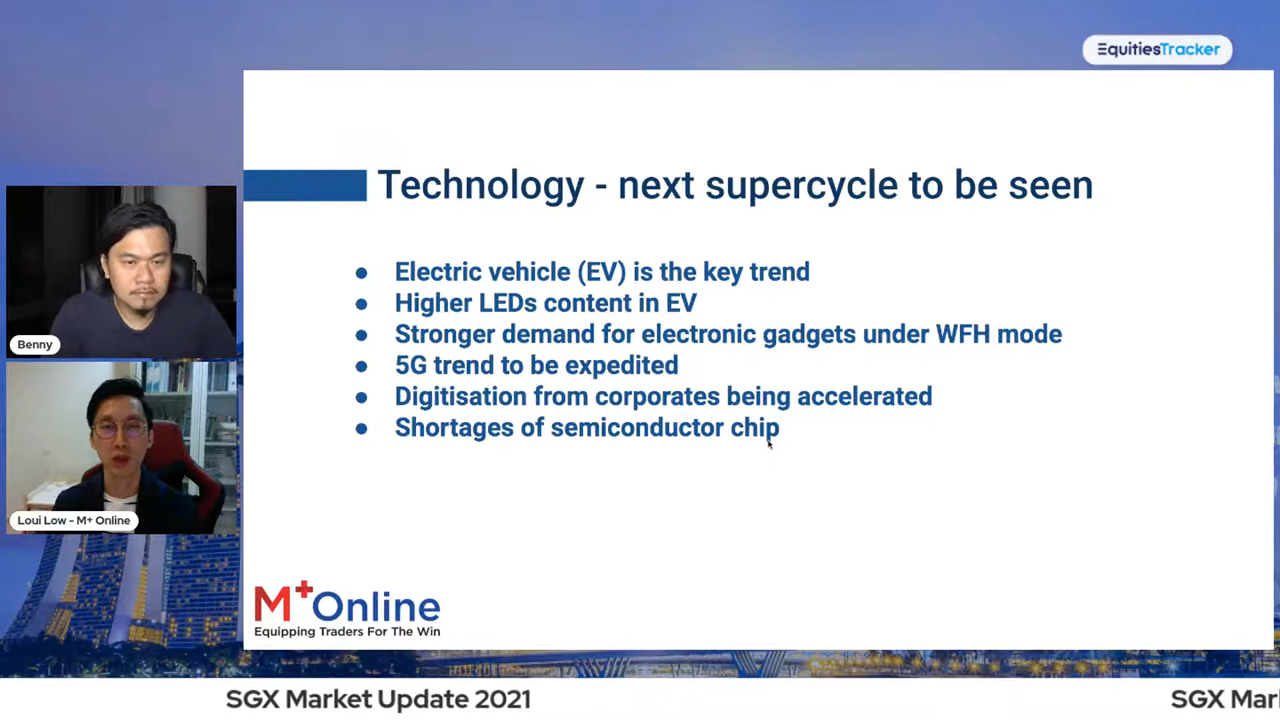 EquitiesTracker
Technology - next supercycle to be seen
● Electric vehicle (EV) is the key trend
● Higher LEDs content in EV
● Stronger demand for electronic gadgets under WFH mode
● 5G trend to be expedited
● Digitisation from corporates being accelerated
● Shortages of semiconductor chip
Benny
Loui Low - M+ Online
M+Online
Equipping Traders For The Win
SGX Market Update 2021
SGX Mar